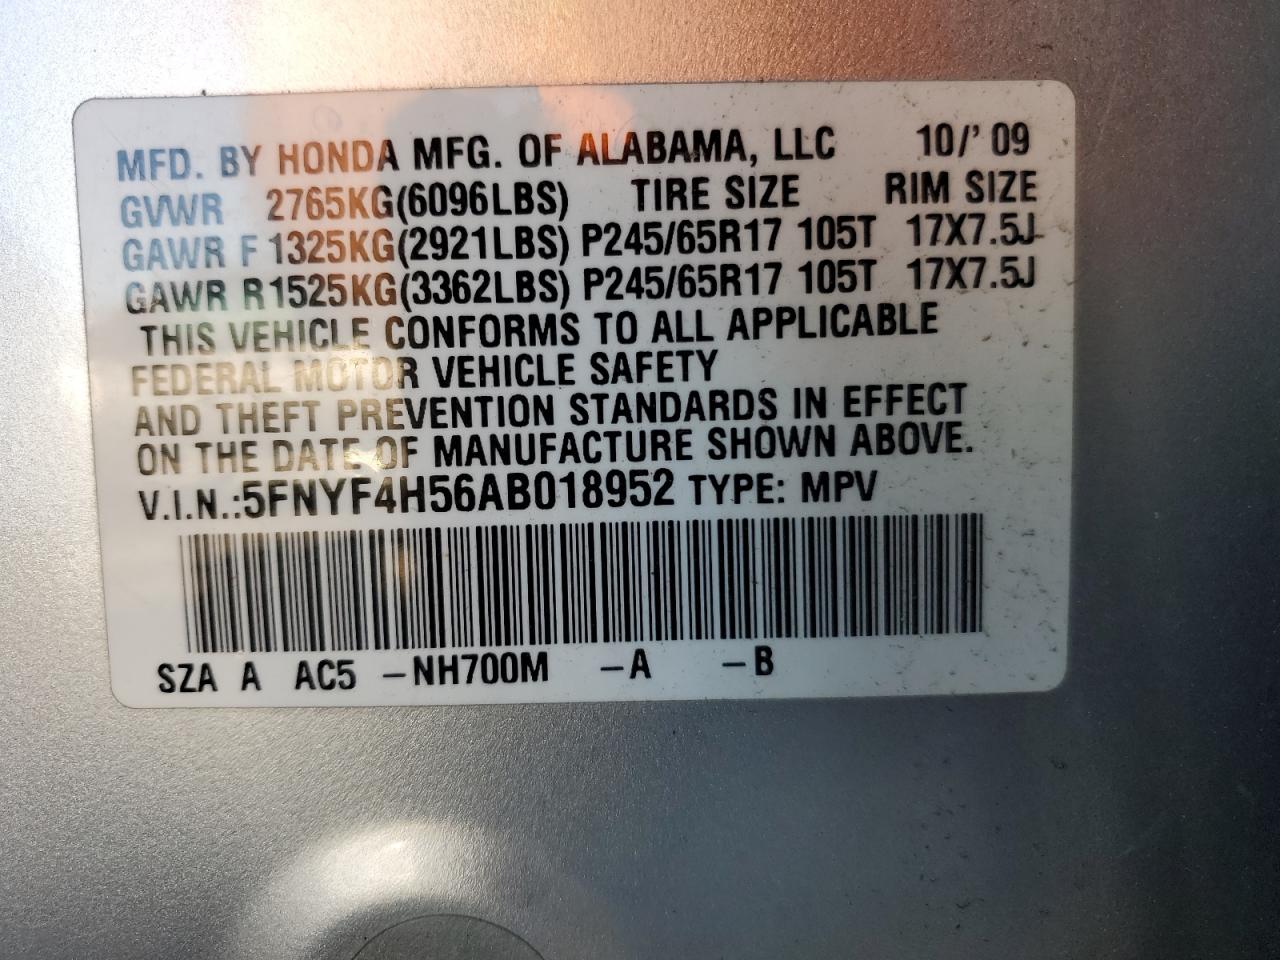 MFD. BY HONDA MFG. OF ALABAMA, LLC 10/' 09
GVWR 2765KG(6096LBS) TIRE SIZE RIM SIZE
GAWR F 1325KG(2921LBS) P245/65R17 105T 17X7.5J
GAWR R1525KG(3362LBS) P245/65R17 105T 17X7.5J
THIS VEHICLE CONFORMS TO ALL APPLICABLE
FEDERAL MOTOR VEHICLE SAFETY
AND THEFT PREVENTION STANDARDS IN EFFECT
ON THE DATE OF MANUFACTURE SHOWN ABOVE.
V.I.N.:5FNYF4H56AB018952 TYPE: MPV
SZA A AC5 –NH700M –A –B